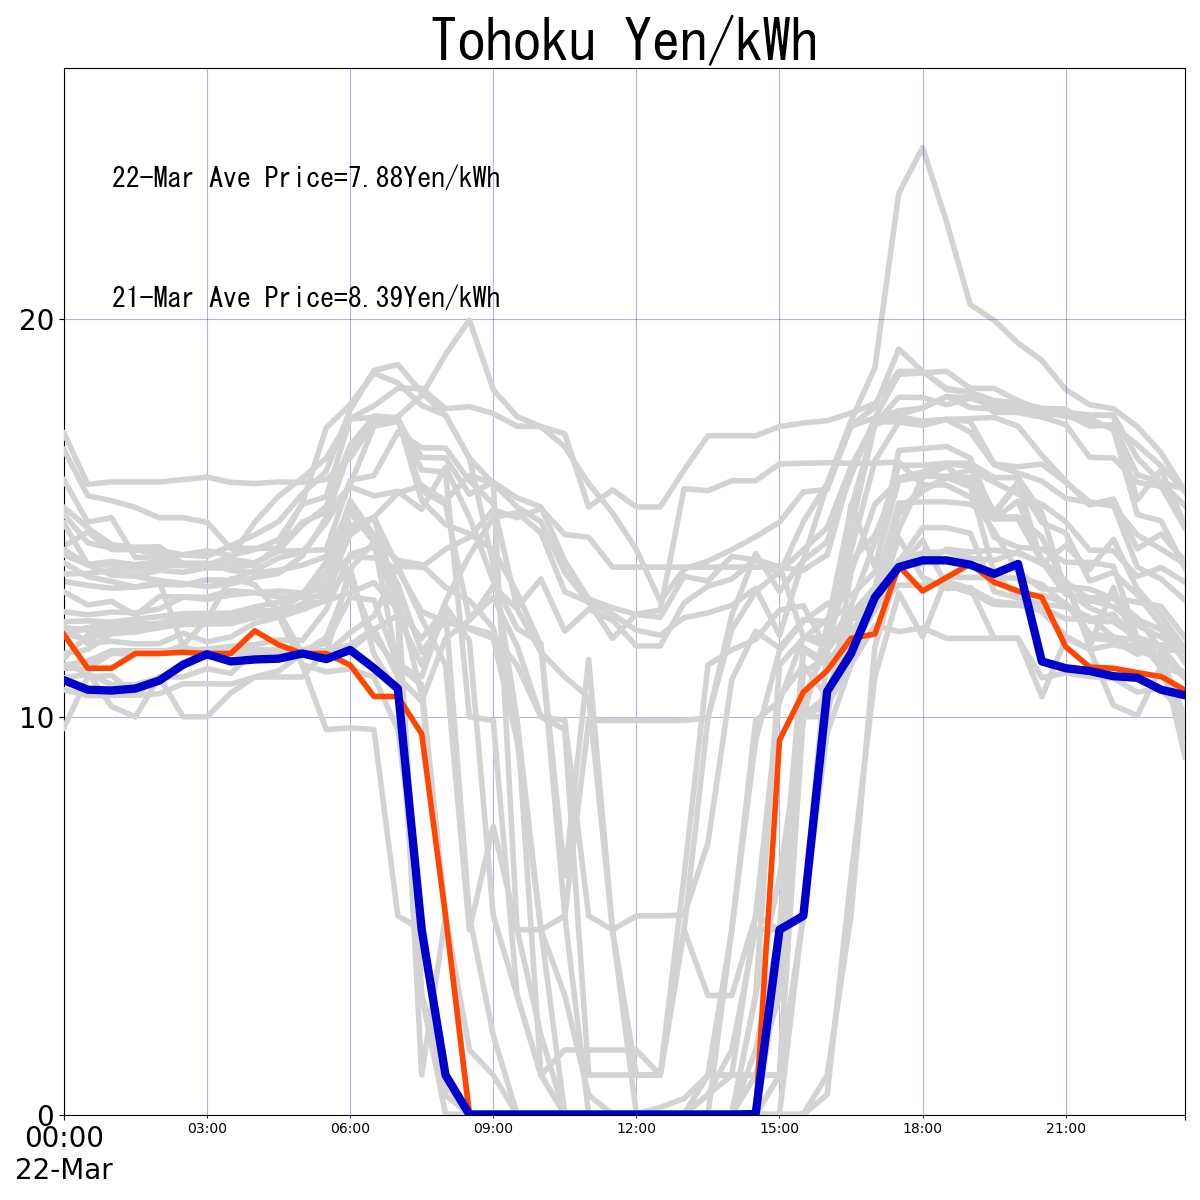 Tohoku Yen/kWh
22-Mar Ave Price=7.88Yen/kWh
21-Mar Ave Price=8.39Yen/kWh
20
10
0
00:00 03:00 06:00 09:00 12:00 15:00 18:00 21:00
22-Mar